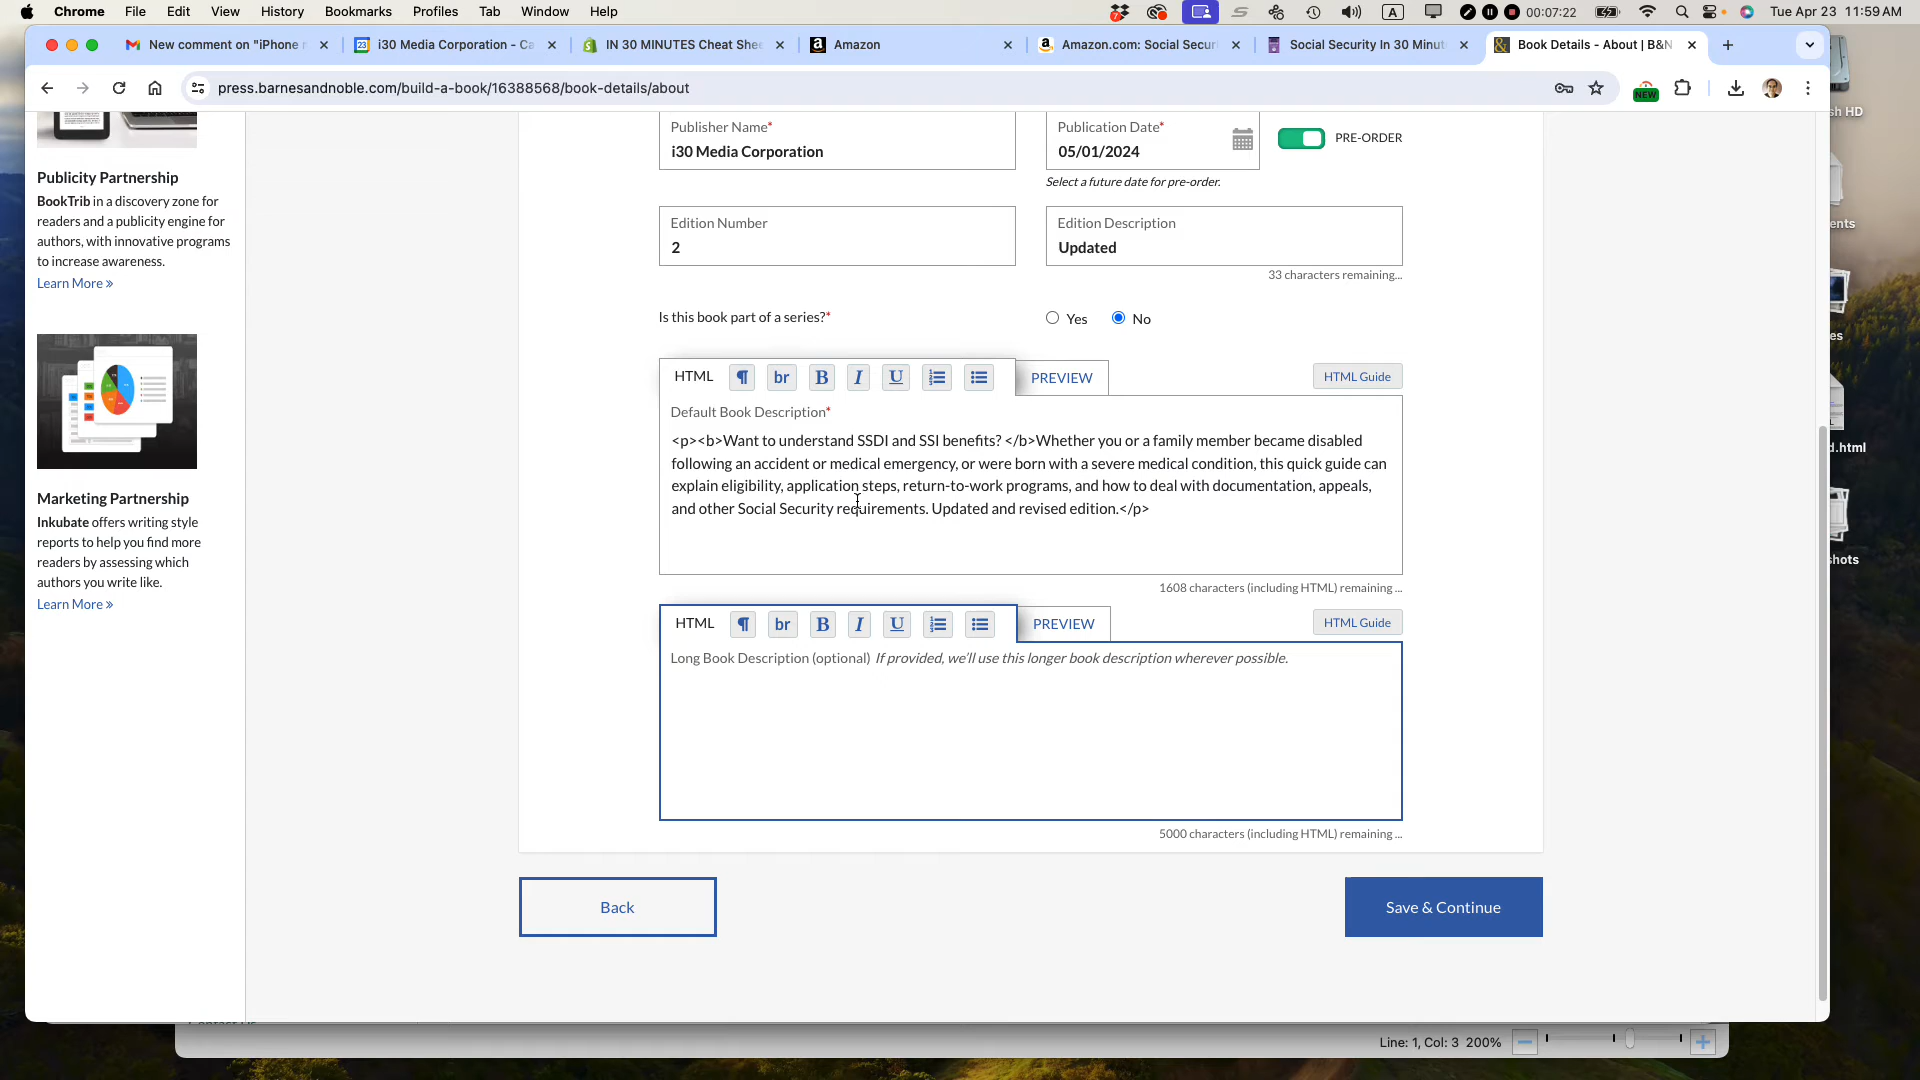 Chrome File Edit View History Bookmarks Profiles Tab Window Help 7 A 00:07:22 Tue Apr 23 11:59 AM
New comment on "iPhone r
i30 Media Corporation - Ca
IN 30 MINUTES Cheat Shee
Amazon
Amazon.com: Social Securi
Social Security In 30 Minut
Book Details - About | B&N
press.barnesandnoble.com/build-a-book/16388568/book-details/about
NEW
sh HD
Publisher Name*
i30 Media Corporation
Publication Date*
05/01/2024
PRE-ORDER
Select a future date for pre-order.
Publicity Partnership
BookTrib in a discovery zone for
readers and a publicity engine for
authors, with innovative programs
to increase awareness.
Learn More »
Edition Number
2
Edition Description
Updated
33 characters remaining...
ents
Is this book part of a series?*
Yes
No
es
HTML ¶ br B I U
PREVIEW
HTML Guide
Default Book Description*
<p><b>Want to understand SSDI and SSI benefits? </b>Whether you or a family member became disabled
following an accident or medical emergency, or were born with a severe medical condition, this quick guide can
explain eligibility, application steps, return-to-work programs, and how to deal with documentation, appeals,
and other Social Security requirements. Updated and revised edition.</p>
d.html
1608 characters (including HTML) remaining ...
Marketing Partnership
Inkubate offers writing style
reports to help you find more
readers by assessing which
authors you write like.
Learn More »
shots
HTML ¶ br B I U
PREVIEW
HTML Guide
Long Book Description (optional) If provided, we'll use this longer book description wherever possible.
5000 characters (including HTML) remaining ...
Back
Save & Continue
Line: 1, Col: 3 200%